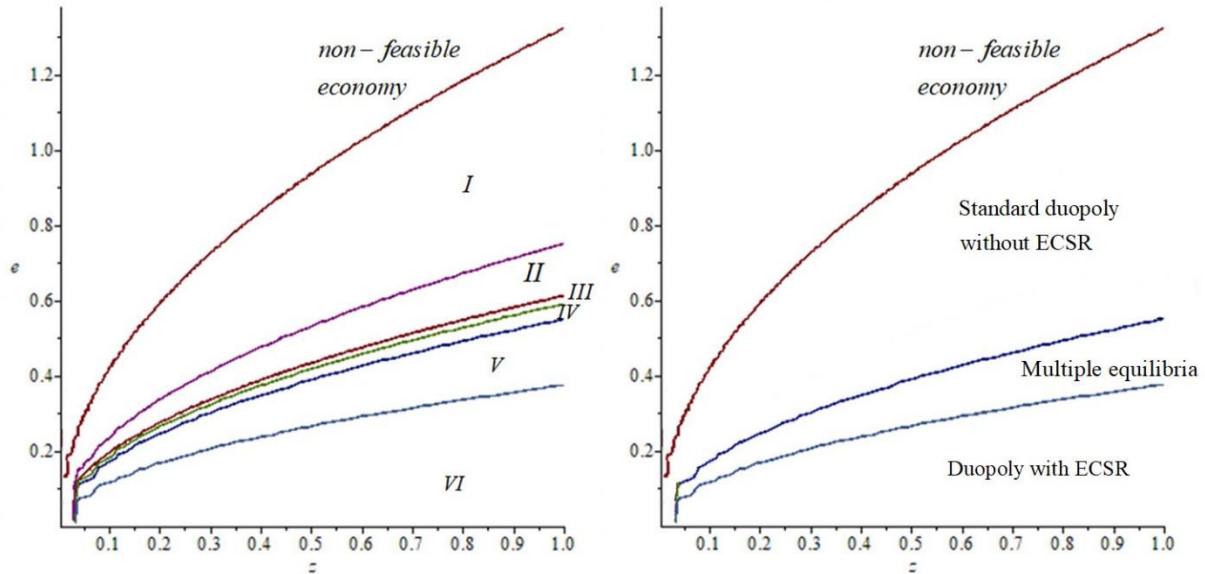 non – feasible
economy
1.2
1.0
I
0.8
e
II
0.6
III
IV
0.4
V
0.2
VI
0.1 0.2 0.3 0.4 0.5 0.6 0.7 0.8 0.9 1.0
z
non – feasible
economy
1.2
1.0
Standard duopoly
0.8
without ECSR
e
0.6
0.4
Multiple equilibria
0.2
Duopoly with ECSR
0.1 0.2 0.3 0.4 0.5 0.6 0.7 0.8 0.9 1.0
z